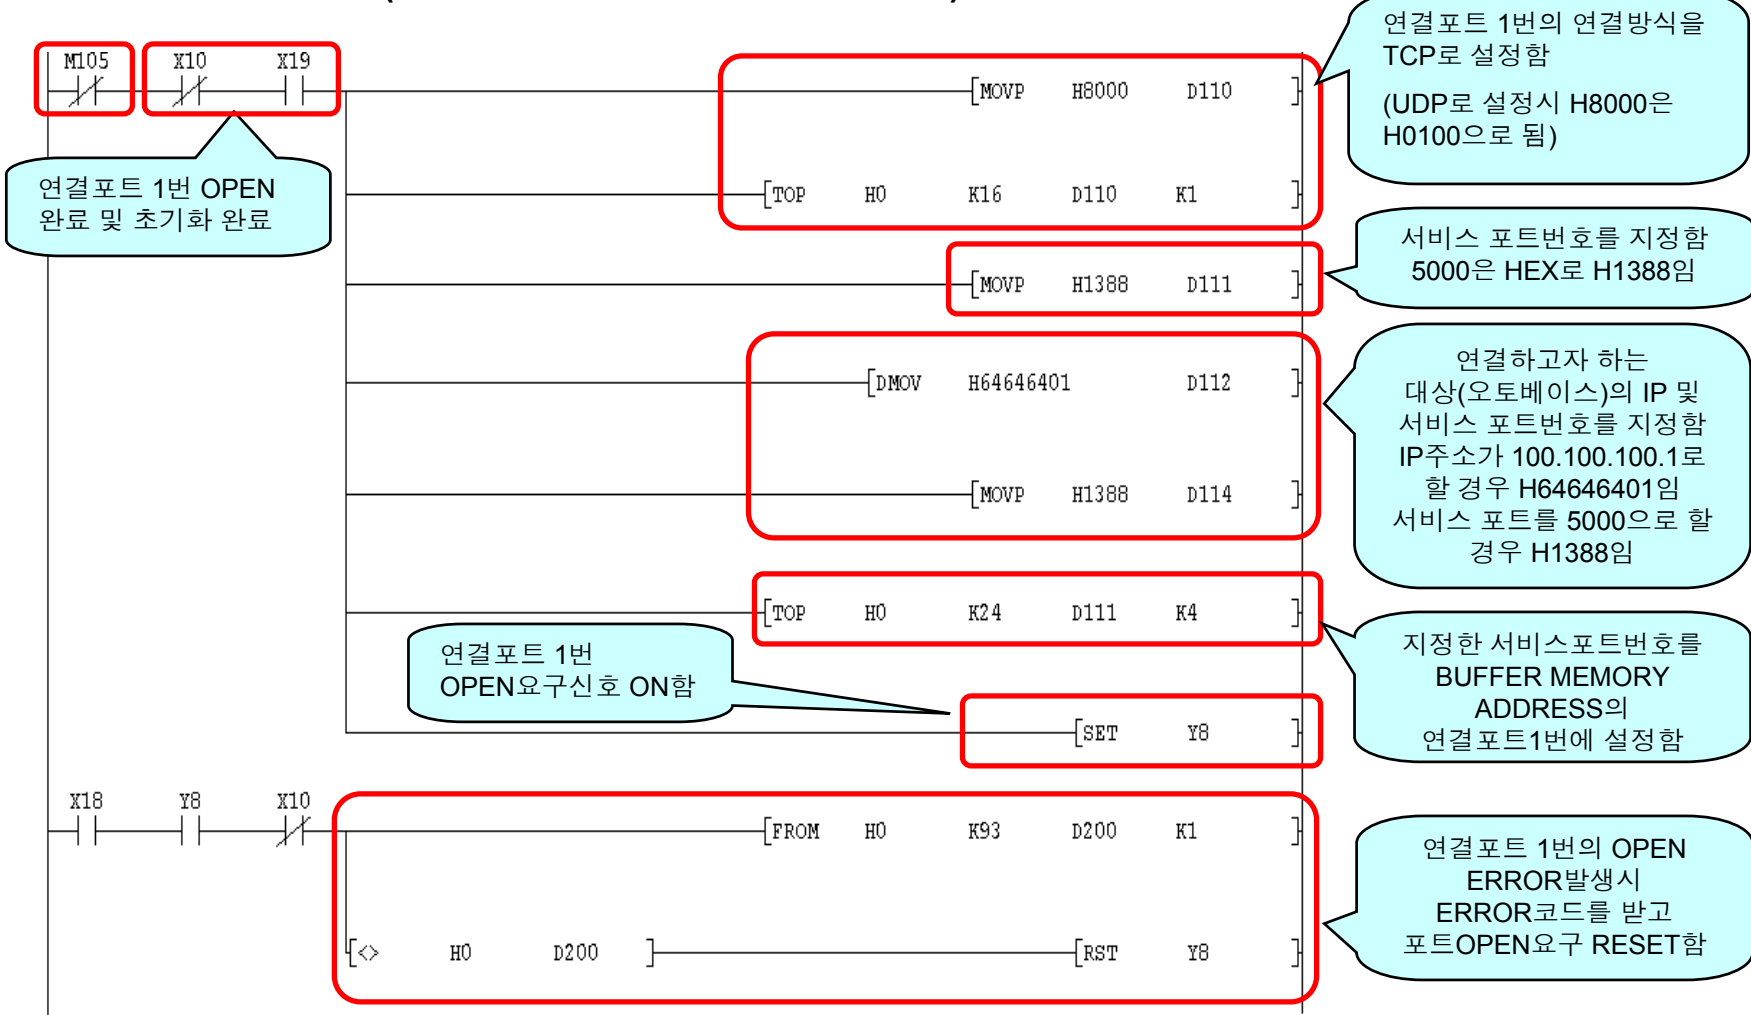 (
)
M105
X10
X19
[MOVP H8000 D110 ]
연결포트 1번의 연결방식을
TCP로 설정함
(UDP로 설정시 H8000은
H0100으로 됨)
연결포트 1번 OPEN
완료 및 초기화 완료
[TOP H0 K16 D110 K1 ]
서비스 포트번호를 지정함
5000은 HEX로 H1388임
[MOVP H1388 D111 ]
[DMOV H64646401 D112 ]
연결하고자 하는
대상(오토베이스)의 IP 및
서비스 포트번호를 지정함
IP주소가 100.100.100.1로
할 경우 H64646401임
서비스 포트를 5000으로 할
경우 H1388임
[MOVP H1388 D114 ]
[TOP H0 K24 D111 K4 ]
지정한 서비스포트번호를
BUFFER MEMORY
ADDRESS의
연결포트1번에 설정함
연결포트 1번
OPEN요구신호 ON함
[SET Y8 ]
X18
Y8
X10
[FROM H0 K93 D200 K1 ]
연결포트 1번의 OPEN
ERROR발생시
ERROR코드를 받고
포트OPEN요구 RESET함
[<> H0 D200 ]
[RST Y8 ]